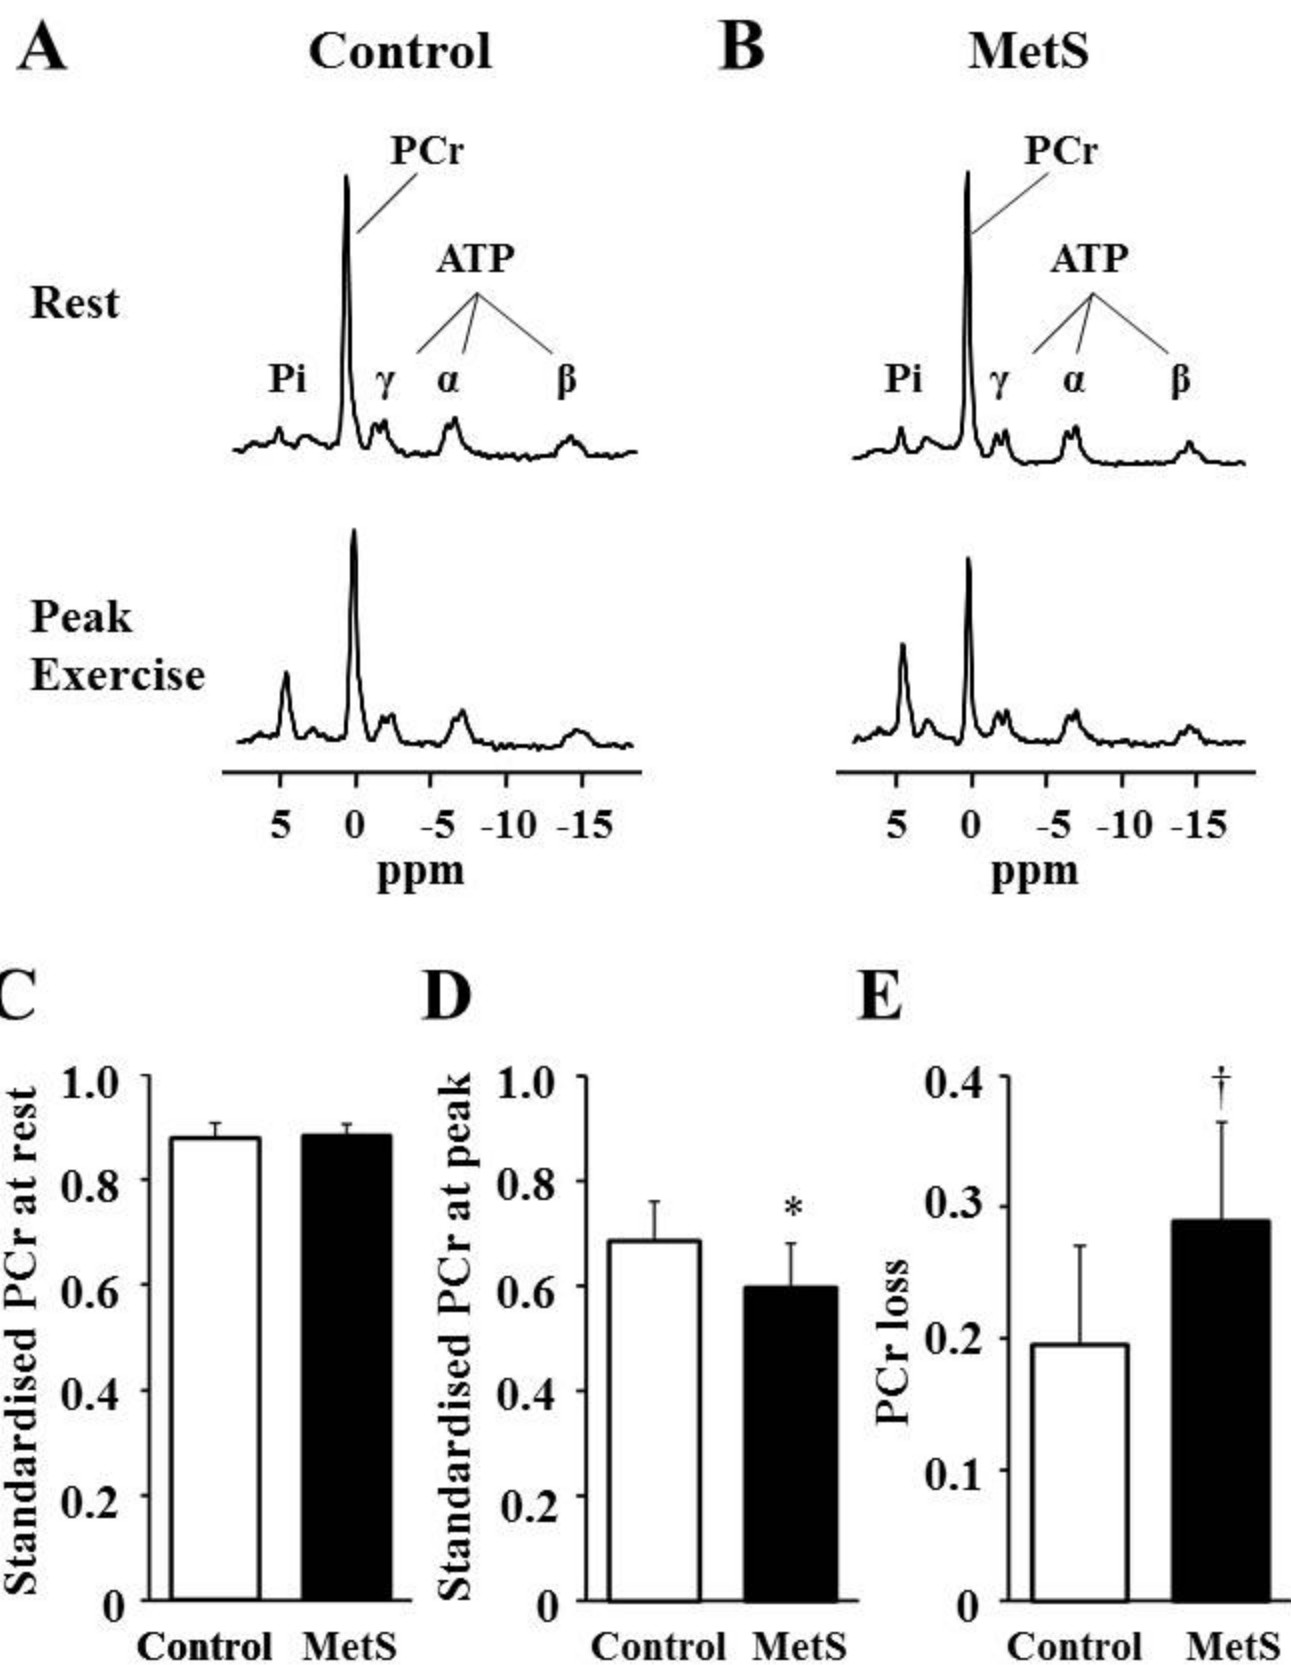 A Control B MetS
PCr PCr
ATP ATP
Rest
Pi γ α β Pi γ α β
Peak
Exercise
5 0 -5 -10 -15 5 0 -5 -10 -15
ppm ppm
C D E
Standardised PCr at rest
1.0
0.8
0.6
0.4
0.2
0
Control MetS
Standardised PCr at peak
1.0
0.8
0.6
0.4
0.2
0
*
Control MetS
PCr loss
0.4
0.3
0.2
0.1
0
†
Control MetS